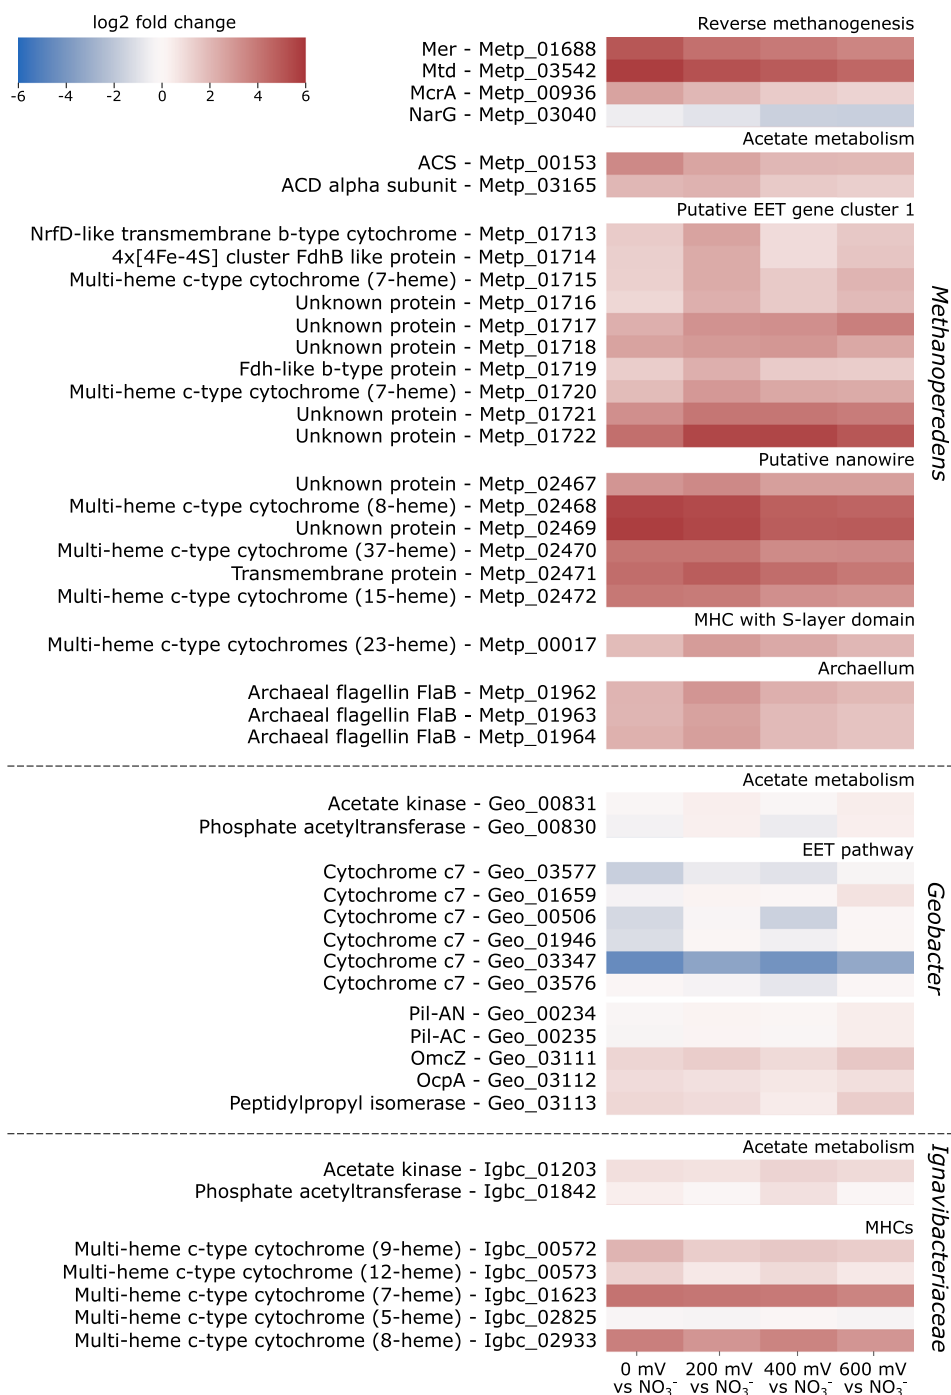 log2 fold change
-6 -4 -2 0 2 4 6
Reverse methanogenesis
Mer - Metp_01688
Mtd - Metp_03542
McrA - Metp_00936
NarG - Metp_03040
Acetate metabolism
ACS - Metp_00153
ACD alpha subunit - Metp_03165
Putative EET gene cluster 1
NrfD-like transmembrane b-type cytochrome - Metp_01713
4x[4Fe-4S] cluster FdhB like protein - Metp_01714
Multi-heme c-type cytochrome (7-heme) - Metp_01715
Unknown protein - Metp_01716
Unknown protein - Metp_01717
Unknown protein - Metp_01718
Fdh-like b-type protein - Metp_01719
Multi-heme c-type cytochrome (7-heme) - Metp_01720
Unknown protein - Metp_01721
Unknown protein - Metp_01722
Putative nanowire
Unknown protein - Metp_02467
Multi-heme c-type cytochrome (8-heme) - Metp_02468
Unknown protein - Metp_02469
Multi-heme c-type cytochrome (37-heme) - Metp_02470
Transmembrane protein - Metp_02471
Multi-heme c-type cytochrome (15-heme) - Metp_02472
MHC with S-layer domain
Multi-heme c-type cytochromes (23-heme) - Metp_00017
Archaellum
Archaeal flagellin FlaB - Metp_01962
Archaeal flagellin FlaB - Metp_01963
Archaeal flagellin FlaB - Metp_01964
Methanoperedens
Acetate metabolism
Acetate kinase - Geo_00831
Phosphate acetyltransferase - Geo_00830
EET pathway
Cytochrome c7 - Geo_03577
Cytochrome c7 - Geo_01659
Cytochrome c7 - Geo_00506
Cytochrome c7 - Geo_01946
Cytochrome c7 - Geo_03347
Cytochrome c7 - Geo_03576
Pil-AN - Geo_00234
Pil-AC - Geo_00235
OmcZ - Geo_03111
OcpA - Geo_03112
Peptidylpropyl isomerase - Geo_03113
Geobacter
Acetate metabolism
Acetate kinase - Igbc_01203
Phosphate acetyltransferase - Igbc_01842
MHCs
Multi-heme c-type cytochrome (9-heme) - Igbc_00572
Multi-heme c-type cytochrome (12-heme) - Igbc_00573
Multi-heme c-type cytochrome (7-heme) - Igbc_01623
Multi-heme c-type cytochrome (5-heme) - Igbc_02825
Multi-heme c-type cytochrome (8-heme) - Igbc_02933
Ignavibacteriaceae
0 mV 200 mV 400 mV 600 mV
vs NO₃⁻ vs NO₃⁻ vs NO₃⁻ vs NO₃⁻